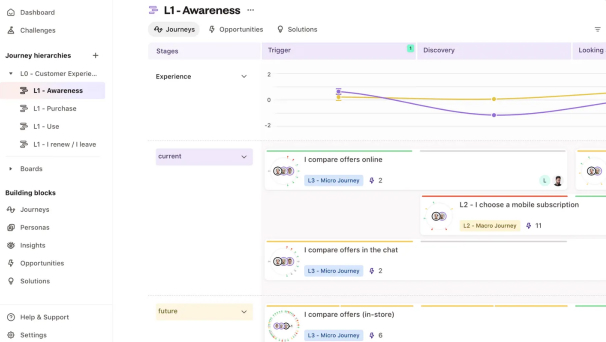 Dashboard
Challenges
Journey hierarchies +
L0 - Customer Experie...
L1 - Awareness
L1 - Purchase
L1 - Use
L1 - I renew / I leave
Boards
Building blocks
Journeys
Personas
Insights
Opportunities
Solutions
Help & Support
Settings
L1 - Awareness ...
Journeys Opportunities Solutions
Stages Trigger 1 Discovery Looking
Experience
2
0
-2
current
I compare offers online
L3 - Micro Journey 2
L
L2 - I choose a mobile subscription
L2 - Macro Journey 11
I compare offers in the chat
L3 - Micro Journey 2
future
I compare offers (in-store)
L3 - Micro Journey 6